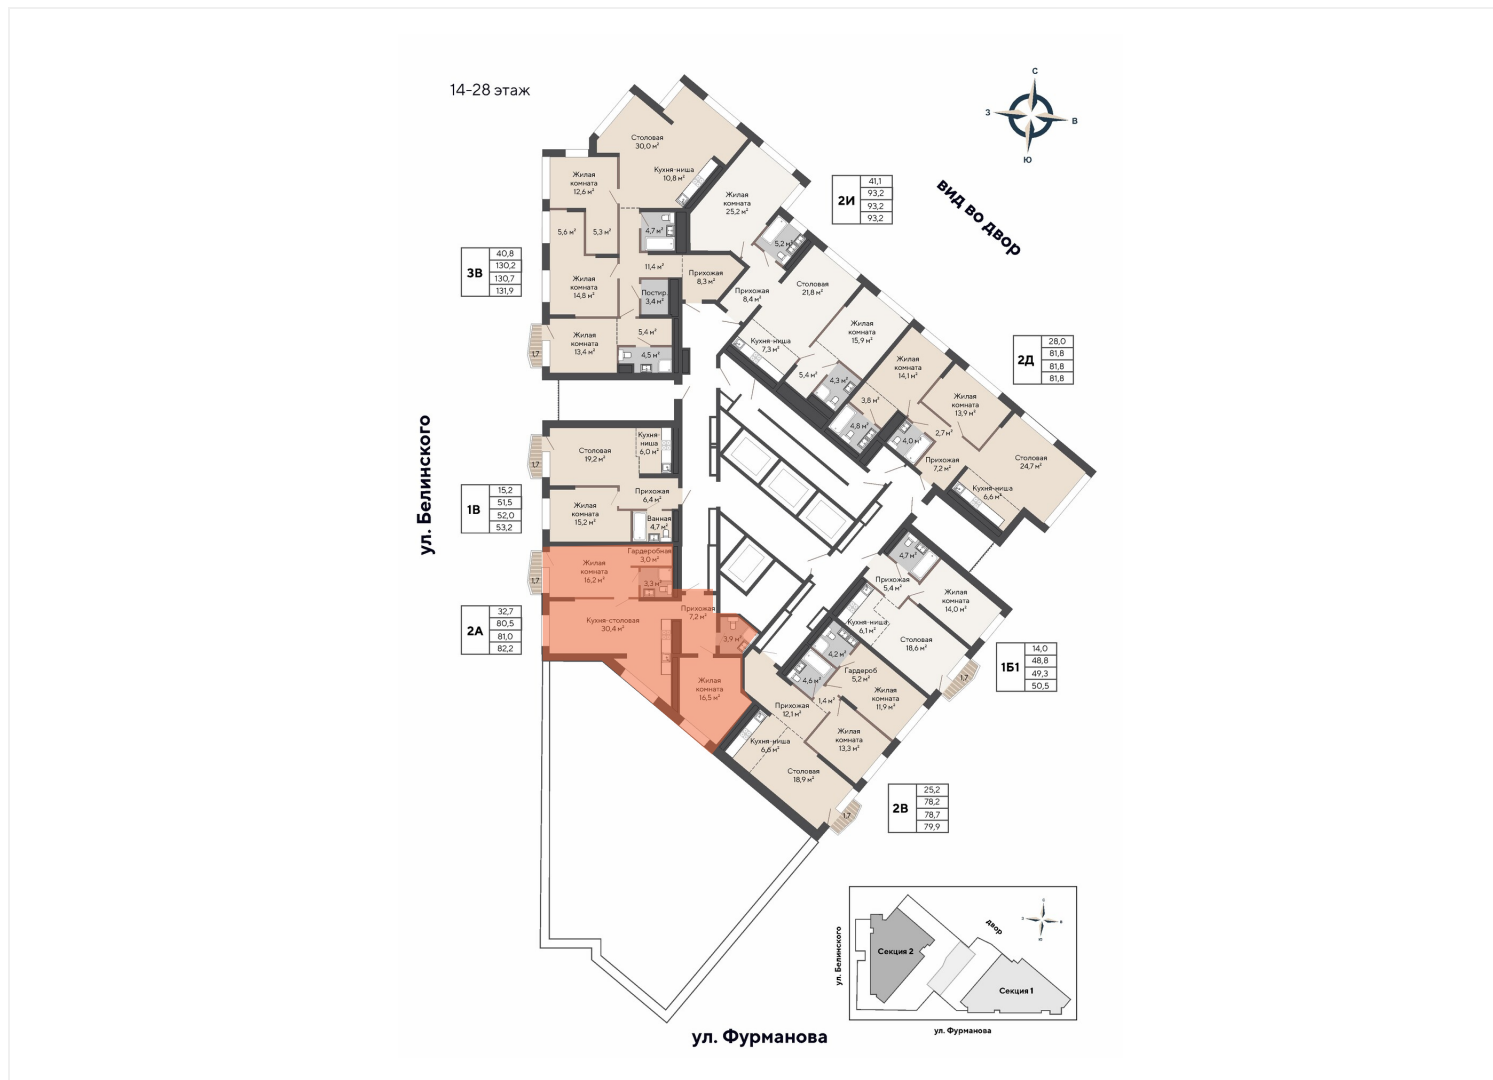 14-28 этаж
С
З
В
Ю
вид во двор
Столовая
30,0 м²
Кухня-ниша
10,8 м²
Жилая
комната
12,6 м²
Жилая
комната
25,2 м²
2И
41,1
93,2
93,2
93,2
5,6 м²
5,3 м²
4,7 м²
5,2 м²
3В
40,8
130,2
130,7
131,9
11,4 м²
Прихожая
8,3 м²
Жилая
комната
14,8 м²
Постир.
3,4 м²
Прихожая
8,4 м²
Столовая
21,8 м²
Жилая
комната
13,4 м²
5,4 м²
4,5 м²
1,7
Кухня-ниша
7,3 м²
Жилая
комната
15,9 м²
5,4 м²
4,3 м²
Жилая
комната
14,1 м²
2Д
28,0
81,8
81,8
81,8
3,8 м²
4,8 м²
4,0 м²
2,7 м²
Жилая
комната
13,9 м²
Прихожая
7,2 м²
Столовая
24,7 м²
Кухня-ниша
6,6 м²
ул. Белинского
Столовая
19,2 м²
Кухня-
ниша
6,0 м²
1,7
Прихожая
6,4 м²
1В
15,2
51,5
52,0
53,2
Жилая
комната
15,2 м²
Ванная
4,7 м²
Гардеробная
3,0 м²
Жилая
комната
16,2 м²
3,3 м²
1,7
2А
32,7
80,5
81,0
82,2
Кухня-столовая
30,4 м²
Прихожая
7,2 м²
3,9 м²
Жилая
комната
16,5 м²
4,7 м²
Прихожая
5,4 м²
Жилая
комната
14,0 м²
Кухня-ниша
6,1 м²
Столовая
18,6 м²
1,7
1Б1
14,0
48,8
49,3
50,5
4,2 м²
4,6 м²
Гардероб
5,2 м²
1,4 м²
Жилая
комната
11,9 м²
Прихожая
12,1 м²
Жилая
комната
13,3 м²
Кухня-ниша
6,6 м²
Столовая
18,9 м²
1,7
2В
25,2
78,2
78,7
79,9
ул. Белинского
Секция 2
двор
Секция 1
ул. Фурманова
ул. Фурманова